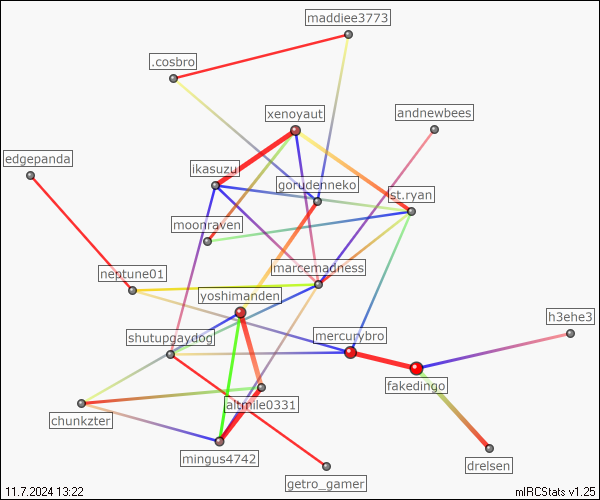 maddiee3773
.cosbro
xenoyaut
andnewbees
edgepanda
ikasuzu
gorudenneko
st.ryan
moonraven
marcemadness
neptune01
yoshimanden
h3ehe3
shutupgaydog
mercurybro
fakedingo
altmile0331
chunkzter
mingus4742
drelsen
getro_gamer
11.7.2024 13:22
mIRCStats v1.25